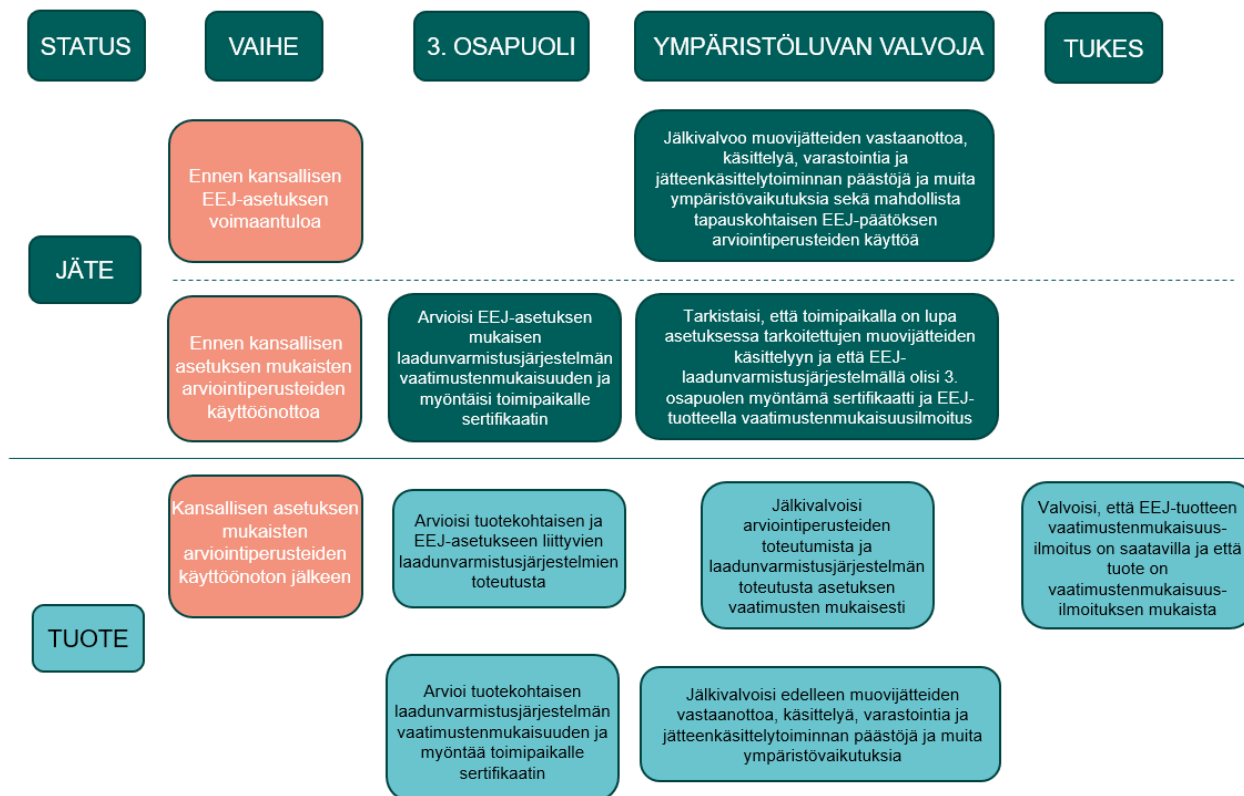 STATUS
VAIHE
3. OSAPUOLI
YMPÄRISTÖLUVAN VALVOJA
TUKES
JÄTE
Ennen kansallisen
EEJ-asetuksen
voimaantuloa
Jälkivalvoo muovijätteiden vastaanottoa,
käsittelyä, varastointia ja
jätteenkäsittelytoiminnan päästöjä ja muita
ympäristövaikutuksia sekä mahdollista
tapauskohtaisen EEJ-päätöksen
arviointiperusteiden käyttöä
Ennen kansallisen
asetuksen mukaisten
arviointiperusteiden
käyttöönottoa
Arvioisi EEJ-asetuksen
mukaisen
laadunvarmistusjärjestelmän
vaatimustenmukaisuuden ja
myöntäisi toimipaikalle
sertifikaatin
Tarkistaisi, että toimipaikalla on lupa
asetuksessa tarkoitettujen muovijätteiden
käsittelyyn ja että EEJ-
laadunvarmistusjärjestelmällä olisi 3.
osapuolen myöntämä sertifikaatti ja EEJ-
tuotteella vaatimustenmukaisuusilmoitus
TUOTE
Kansallisen asetuksen
mukaisten
arviointiperusteiden
käyttöönoton jälkeen
Arvioisi tuotekohtaisen ja
EEJ-asetukseen liittyvien
laadunvarmistusjärjestelmien
toteutusta
Jälkivalvoisi
arviointiperusteiden
toteutumista ja
laadunvarmistusjärjestelmän
toteutusta asetuksen
vaatimusten mukaisesti
Valvoisi, että EEJ-tuotteen
vaatimustenmukaisuus-
ilmoitus on saatavilla ja että
tuote on
vaatimustenmukaisuus-
ilmoituksen mukaista
Arvioi tuotekohtaisen
laadunvarmistusjärjestelmän
vaatimustenmukaisuuden ja
myöntää toimipaikalle
sertifikaatin
Jälkivalvoisi edelleen muovijätteiden
vastaanottoa, käsittelyä, varastointia ja
jätteenkäsittelytoiminnan päästöjä ja muita
ympäristövaikutuksia